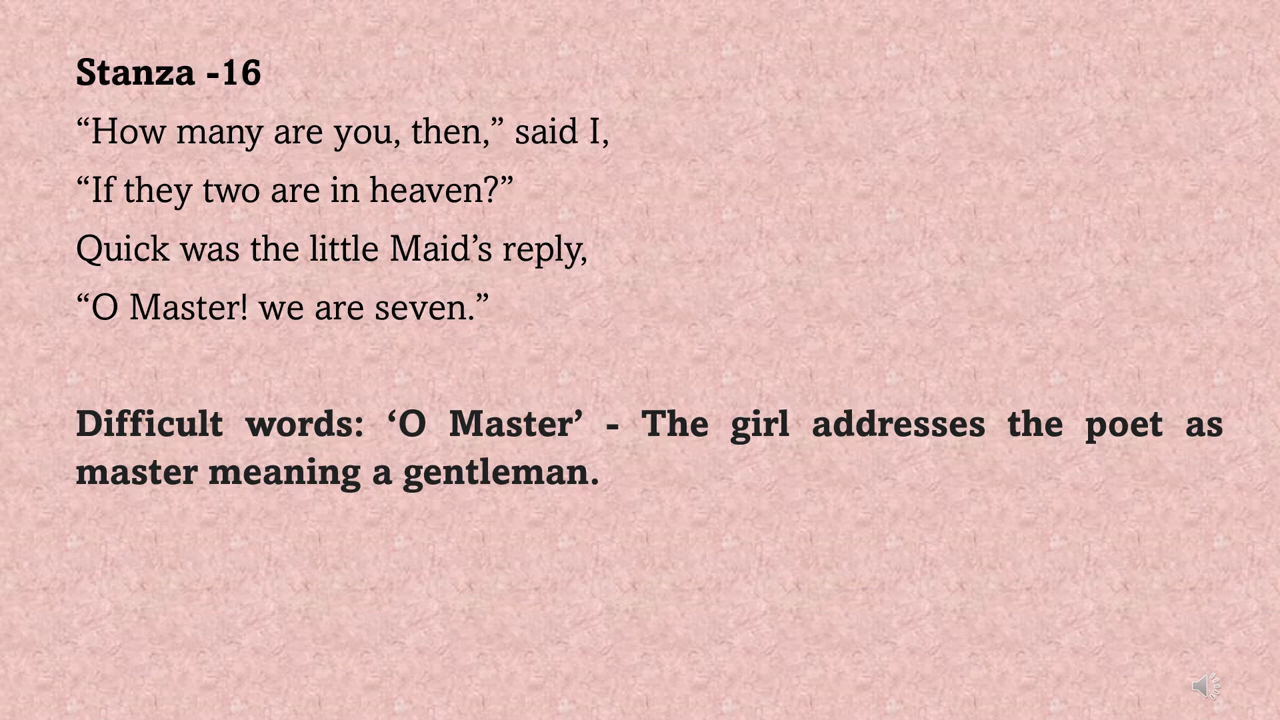 Stanza -16
“How many are you, then,” said I,
“If they two are in heaven?”
Quick was the little Maid’s reply,
“O Master! we are seven.”
Difficult words: ‘O Master’ - The girl addresses the poet as
master meaning a gentleman.